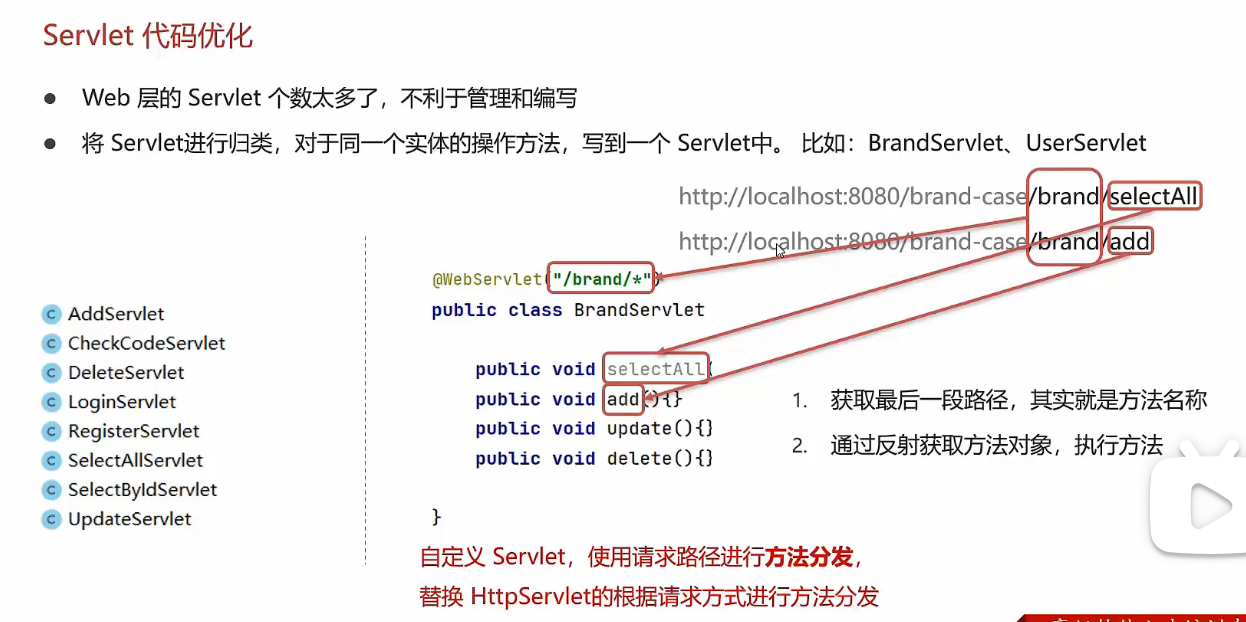 Servlet 代码优化
● Web 层的 Servlet 个数太多了，不利于管理和编写
● 将 Servlet进行归类，对于同一个实体的操作方法，写到一个 Servlet中。 比如：BrandServlet、UserServlet
http://localhost:8080/brand-case/brand/selectAll
http://localhost:8080/brand-case/brand/add
C AddServlet
C CheckCodeServlet
C DeleteServlet
C LoginServlet
C RegisterServlet
C SelectAllServlet
C SelectByIdServlet
C UpdateServlet
@WebServlet("/brand/*")
public class BrandServlet
public void selectAll(
public void add(){}
public void update(){}
public void delete(){}
}
1. 获取最后一段路径，其实就是方法名称
2. 通过反射获取方法对象，执行方法
自定义 Servlet，使用请求路径进行方法分发，
替换 HttpServlet的根据请求方式进行方法分发